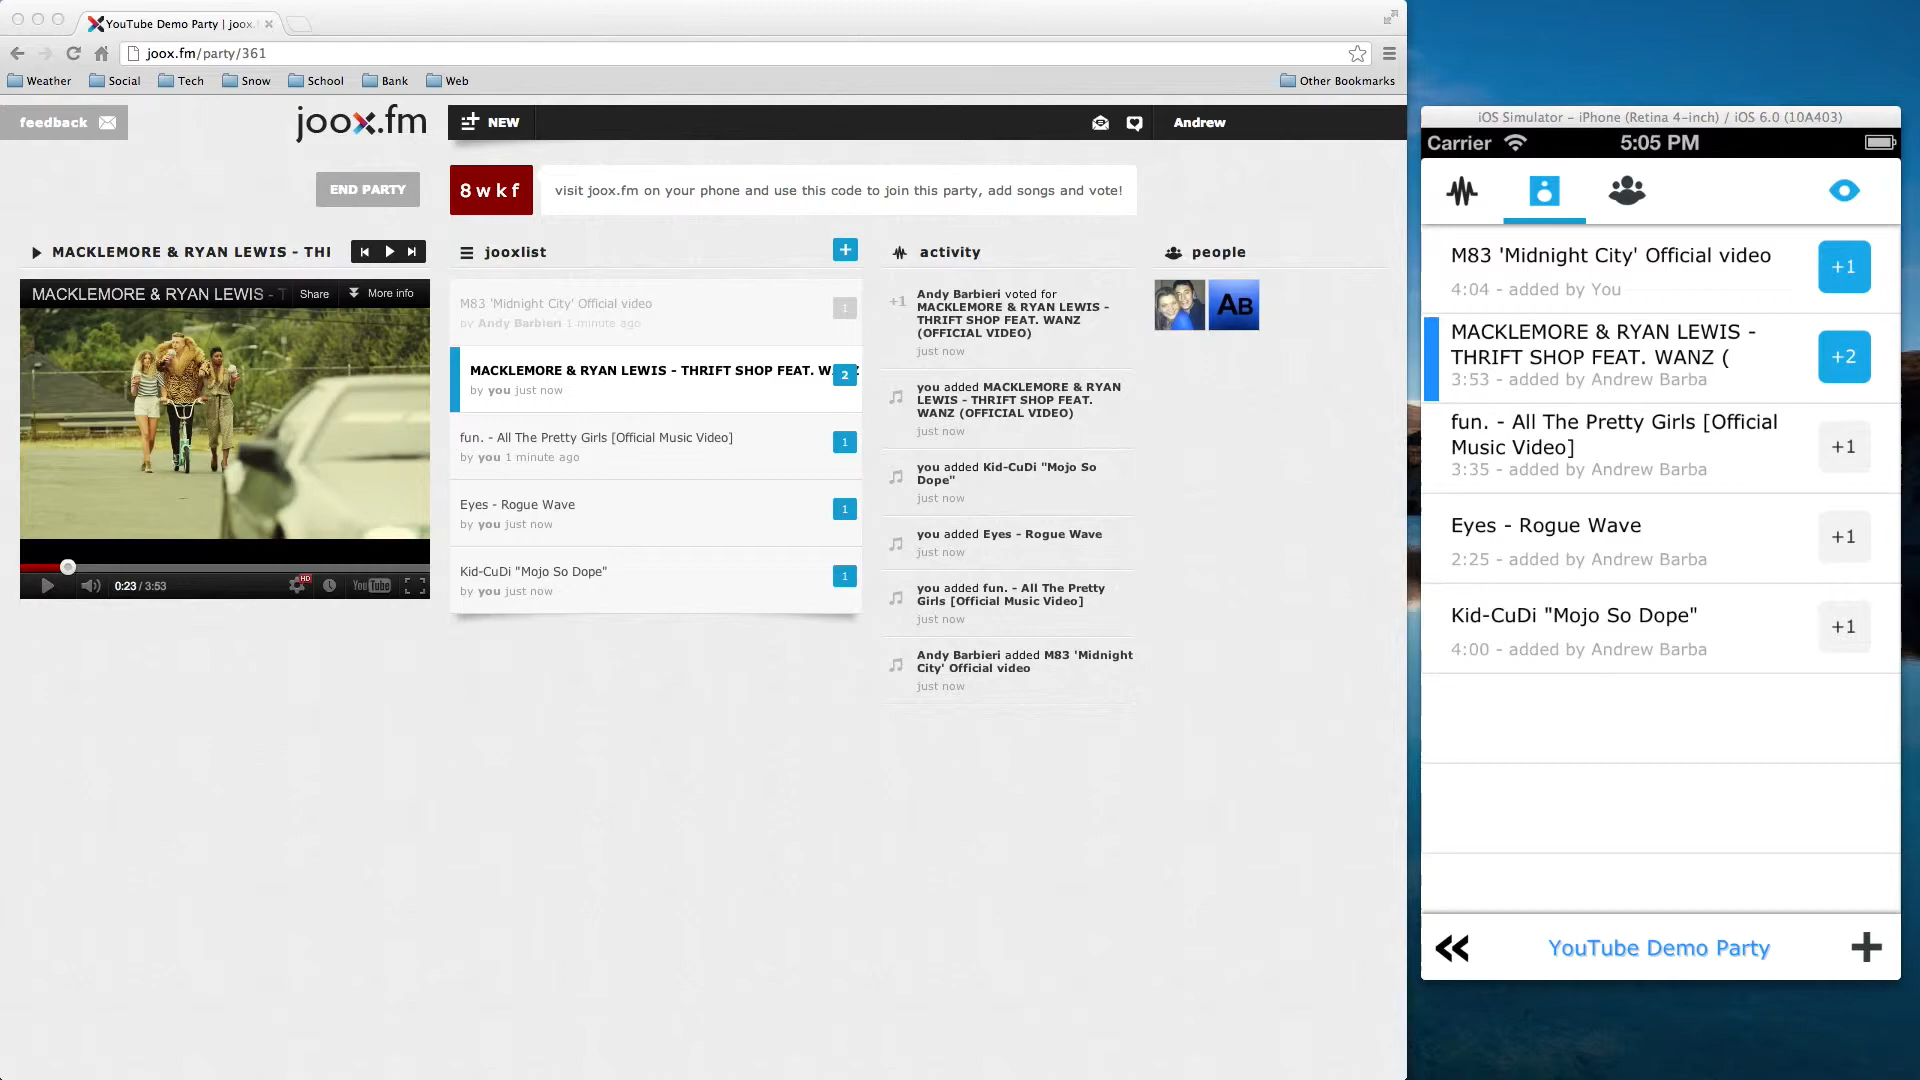 YouTube Demo Party | joox.
joox.fm/party/361
Weather
Social
Tech
Snow
School
Bank
Web
Other Bookmarks
feedback
joox.fm
NEW
Andrew
END PARTY
8wkf
visit joox.fm on your phone and use this code to join this party, add songs and vote!
MACKLEMORE & RYAN LEWIS - THI
MACKLEMORE & RYAN LEWIS - T
Share
More info
0:23 / 3:53
HD
YouTube
jooxlist
+
M83 'Midnight City' Official video
by Andy Barbieri 1 minute ago
1
MACKLEMORE & RYAN LEWIS - THRIFT SHOP FEAT. W
by you just now
2
fun. - All The Pretty Girls [Official Music Video]
by you 1 minute ago
1
Eyes - Rogue Wave
by you just now
1
Kid-CuDi "Mojo So Dope"
by you just now
1
activity
+1
Andy Barbieri voted for
MACKLEMORE & RYAN LEWIS -
THRIFT SHOP FEAT. WANZ
(OFFICIAL VIDEO)
just now
you added MACKLEMORE & RYAN
LEWIS - THRIFT SHOP FEAT.
WANZ (OFFICIAL VIDEO)
just now
you added Kid-CuDi "Mojo So
Dope"
just now
you added Eyes - Rogue Wave
just now
you added fun. - All The Pretty
Girls [Official Music Video]
just now
Andy Barbieri added M83 'Midnight
City' Official video
just now
people
AB
iOS Simulator - iPhone (Retina 4-inch) / iOS 6.0 (10A403)
Carrier
5:05 PM
M83 'Midnight City' Official video
4:04 - added by You
+1
MACKLEMORE & RYAN LEWIS -
THRIFT SHOP FEAT. WANZ (
3:53 - added by Andrew Barba
+2
fun. - All The Pretty Girls [Official
Music Video]
3:35 - added by Andrew Barba
+1
Eyes - Rogue Wave
2:25 - added by Andrew Barba
+1
Kid-CuDi "Mojo So Dope"
4:00 - added by Andrew Barba
+1
YouTube Demo Party